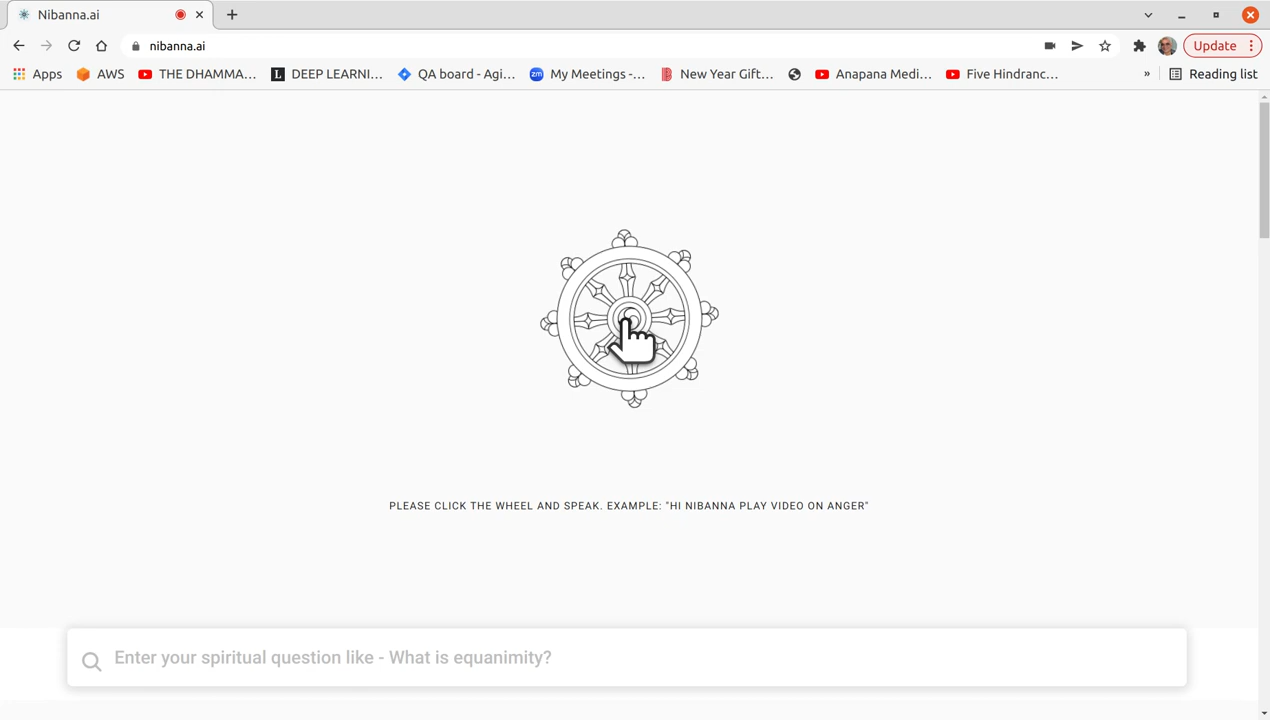 Nibanna.ai
nibanna.ai
Update
Apps AWS THE DHAMMA... DEEP LEARNI... QA board - Agi... zm My Meetings -... New Year Gift... Anapana Medi... Five Hindranc... » Reading list
PLEASE CLICK THE WHEEL AND SPEAK. EXAMPLE: "HI NIBANNA PLAY VIDEO ON ANGER"
Enter your spiritual question like - What is equanimity?